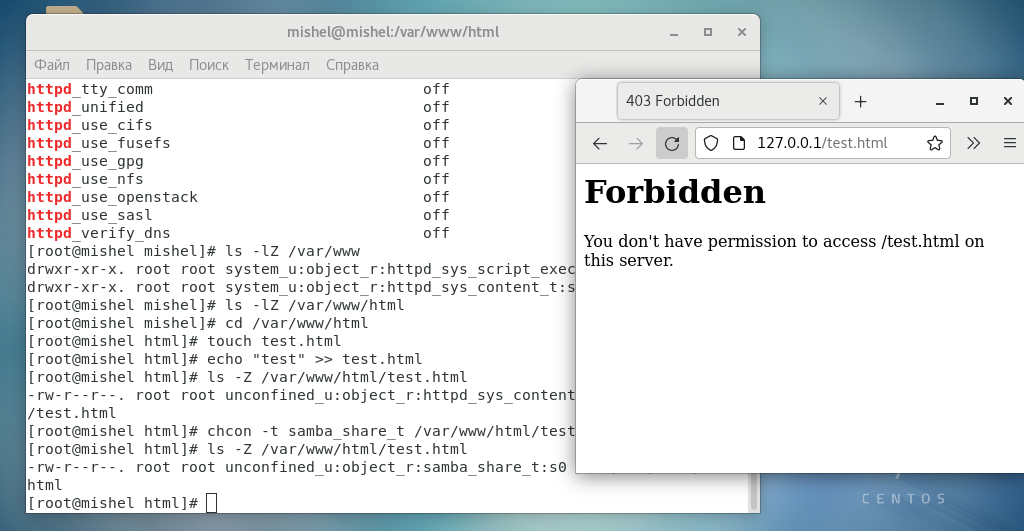 mishel@mishel:/var/www/html
Файл Правка Вид Поиск Терминал Справка
httpd_tty_comm off
httpd_unified off
httpd_use_cifs off
httpd_use_fusefs off
httpd_use_gpg off
httpd_use_nfs off
httpd_use_openstack off
httpd_use_sasl off
httpd_verify_dns off
[root@mishel mishel]# ls -lZ /var/www
drwxr-xr-x. root root system_u:object_r:httpd_sys_script_exec
drwxr-xr-x. root root system_u:object_r:httpd_sys_content_t:s
[root@mishel mishel]# ls -lZ /var/www/html
[root@mishel mishel]# cd /var/www/html
[root@mishel html]# touch test.html
[root@mishel html]# echo "test" >> test.html
[root@mishel html]# ls -Z /var/www/html/test.html
-rw-r--r--. root root unconfined_u:object_r:httpd_sys_content
/test.html
[root@mishel html]# chcon -t samba_share_t /var/www/html/test
[root@mishel html]# ls -Z /var/www/html/test.html
-rw-r--r--. root root unconfined_u:object_r:samba_share_t:s0
html
[root@mishel html]#
403 Forbidden
127.0.0.1/test.html
Forbidden
You don't have permission to access /test.html on
this server.
CENTOS